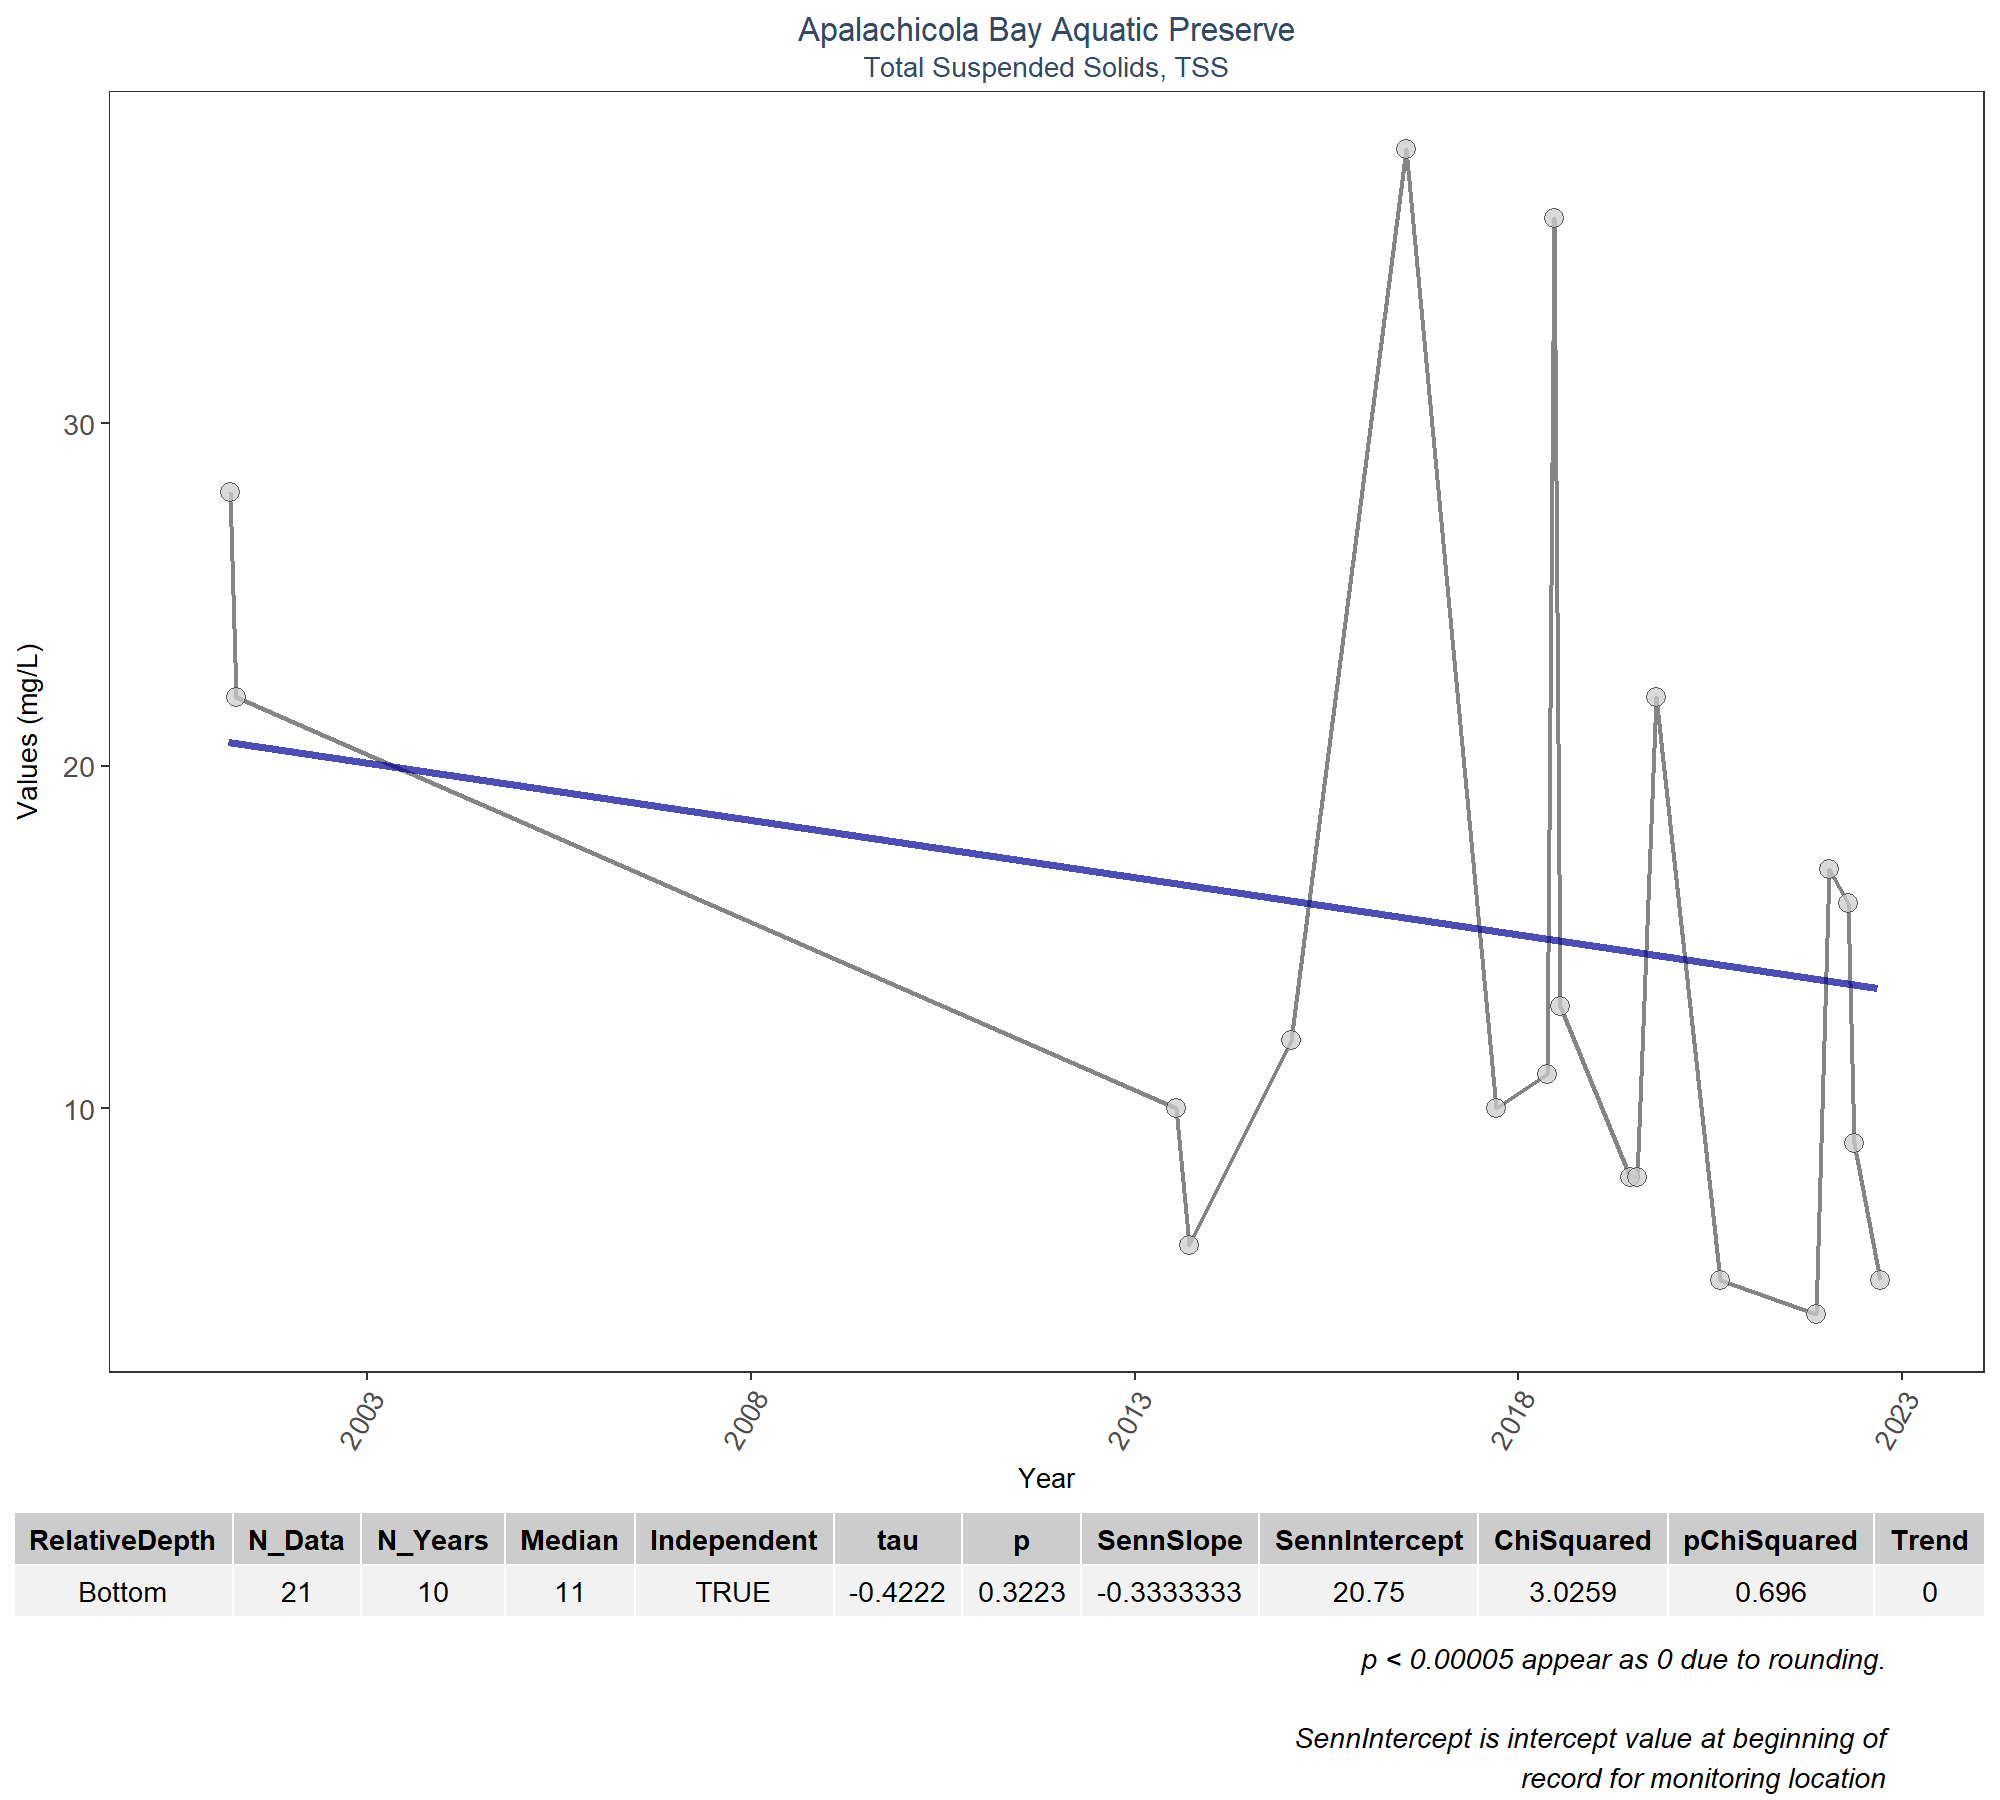 Apalachicola Bay Aquatic Preserve
Total Suspended Solids, TSS
Values (mg/L)
30
20
10
2003 2008 2013 2018 2023
Year
RelativeDepth N_Data N_Years Median Independent tau p SennSlope SennIntercept ChiSquared pChiSquared Trend
Bottom 21 10 11 TRUE -0.4222 0.3223 -0.3333333 20.75 3.0259 0.696 0
p < 0.00005 appear as 0 due to rounding.
SennIntercept is intercept value at beginning of
record for monitoring location